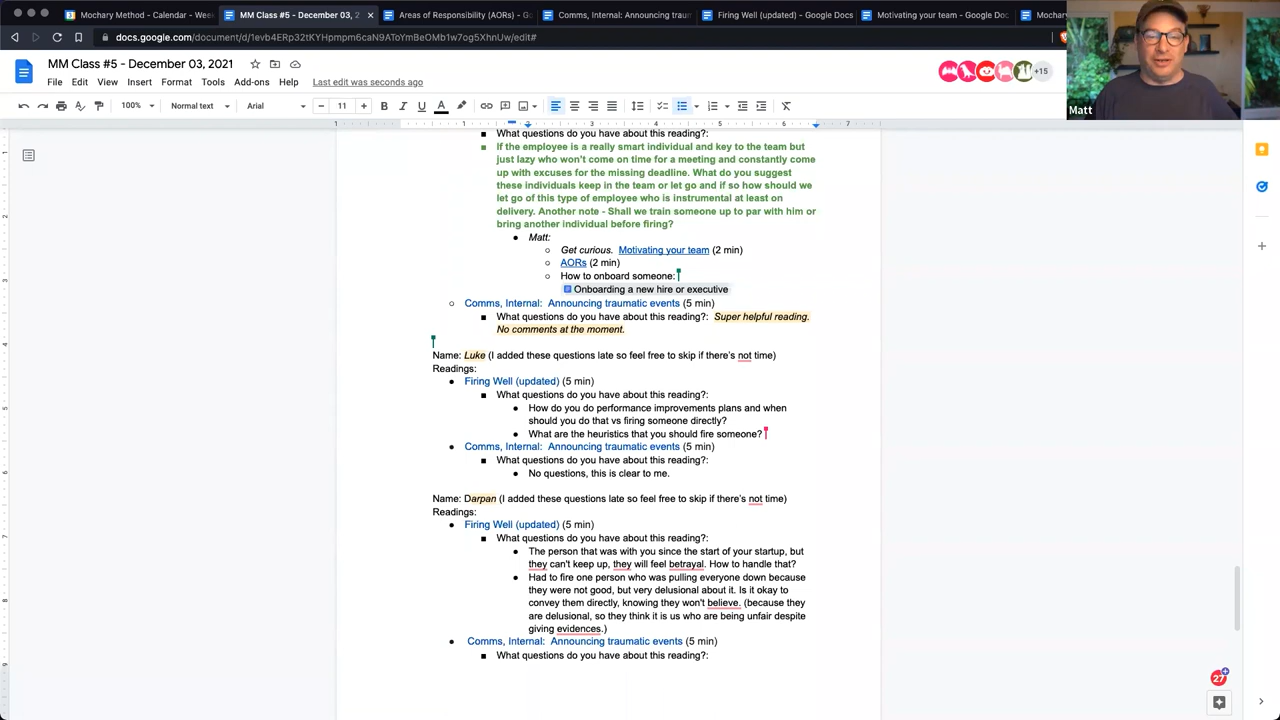 Mochary Method - Calendar - Week
MM Class #5 - December 03, 2
Areas of Responsibility (AORs) - G
Comms, Internal: Announcing traum
Firing Well (updated) - Google Docs
Motivating your team - Google Doc
Mochary
docs.google.com/document/d/1evb4ERp32tKYHpmpm6caN9AToYmBeOMb1w7og5XhnUw/edit#
MM Class #5 - December 03, 2021
File Edit View Insert Format Tools Add-ons Help Last edit was seconds ago
+15
Matt
100% Normal text Arial 11
1 1 2 3 4 5 6 7
What questions do you have about this reading?:
If the employee is a really smart individual and key to the team but
just lazy who won't come on time for a meeting and constantly come
up with excuses for the missing deadline. What do you suggest
these individuals keep in the team or let go and if so how should we
let go of this type of employee who is instrumental at least on
delivery. Another note - Shall we train someone up to par with him or
bring another individual before firing?
Matt:
Get curious. Motivating your team (2 min)
AORs (2 min)
How to onboard someone:
Onboarding a new hire or executive
Comms, Internal: Announcing traumatic events (5 min)
What questions do you have about this reading?: Super helpful reading.
No comments at the moment.
Name: Luke (I added these questions late so feel free to skip if there's not time)
Readings:
Firing Well (updated) (5 min)
What questions do you have about this reading?:
How do you do performance improvements plans and when
should you do that vs firing someone directly?
What are the heuristics that you should fire someone?
Comms, Internal: Announcing traumatic events (5 min)
What questions do you have about this reading?:
No questions, this is clear to me.
Name: Darpan (I added these questions late so feel free to skip if there's not time)
Readings:
Firing Well (updated) (5 min)
What questions do you have about this reading?:
The person that was with you since the start of your startup, but
they can't keep up, they will feel betrayal. How to handle that?
Had to fire one person who was pulling everyone down because
they were not good, but very delusional about it. Is it okay to
convey them directly, knowing they won't believe. (because they
are delusional, so they think it is us who are being unfair despite
giving evidences.)
Comms, Internal: Announcing traumatic events (5 min)
What questions do you have about this reading?:
27